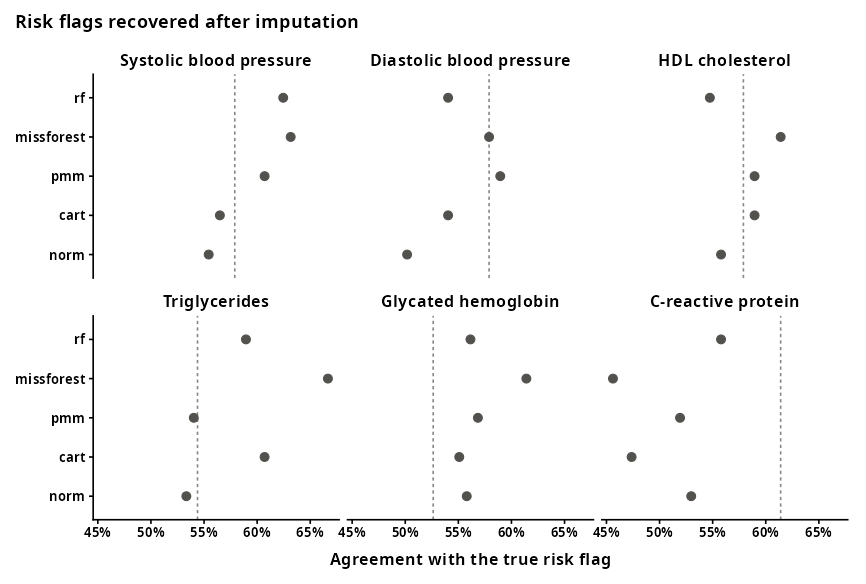 Risk flags recovered after imputation
Systolic blood pressure
Diastolic blood pressure
HDL cholesterol
rf
missforest
pmm
cart
norm
Triglycerides
Glycated hemoglobin
C-reactive protein
rf
missforest
pmm
cart
norm
45% 50% 55% 60% 65% 45% 50% 55% 60% 65% 45% 50% 55% 60% 65%
Agreement with the true risk flag